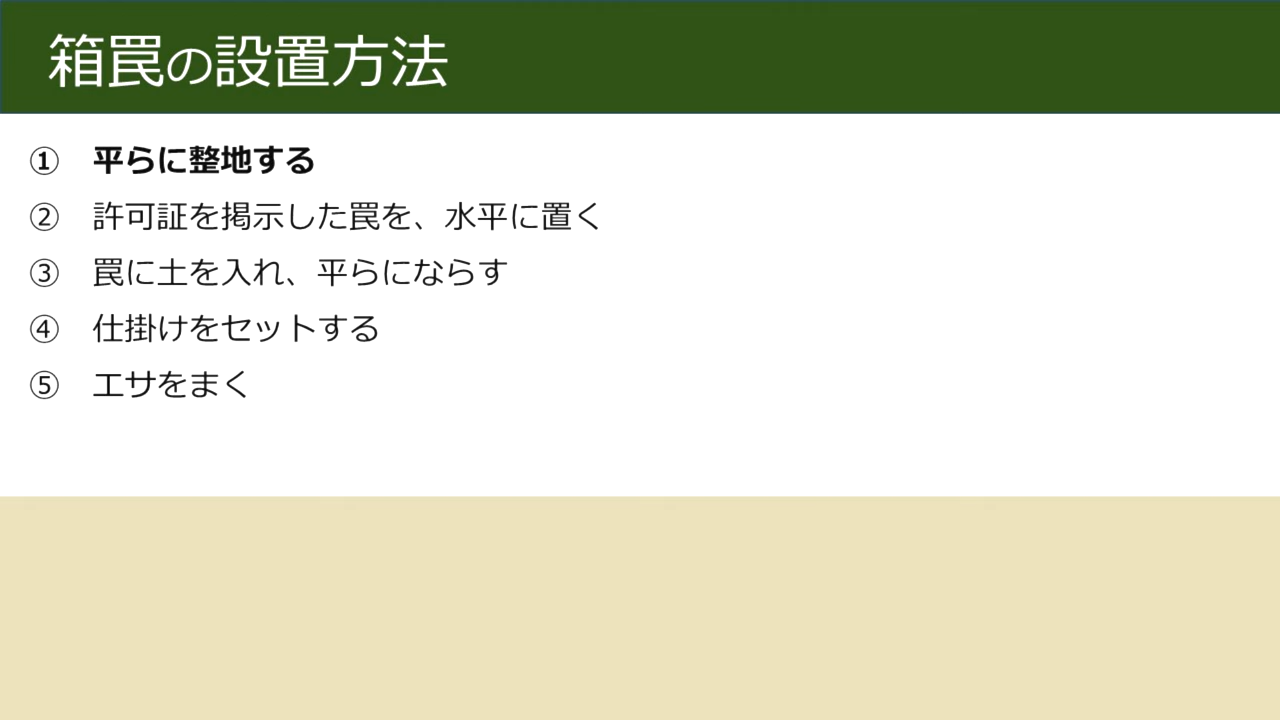 箱罠の設置方法
① 平らに整地する
② 許可証を掲示した罠を、水平に置く
③ 罠に土を入れ、平らにならす
④ 仕掛けをセットする
⑤ エサをまく